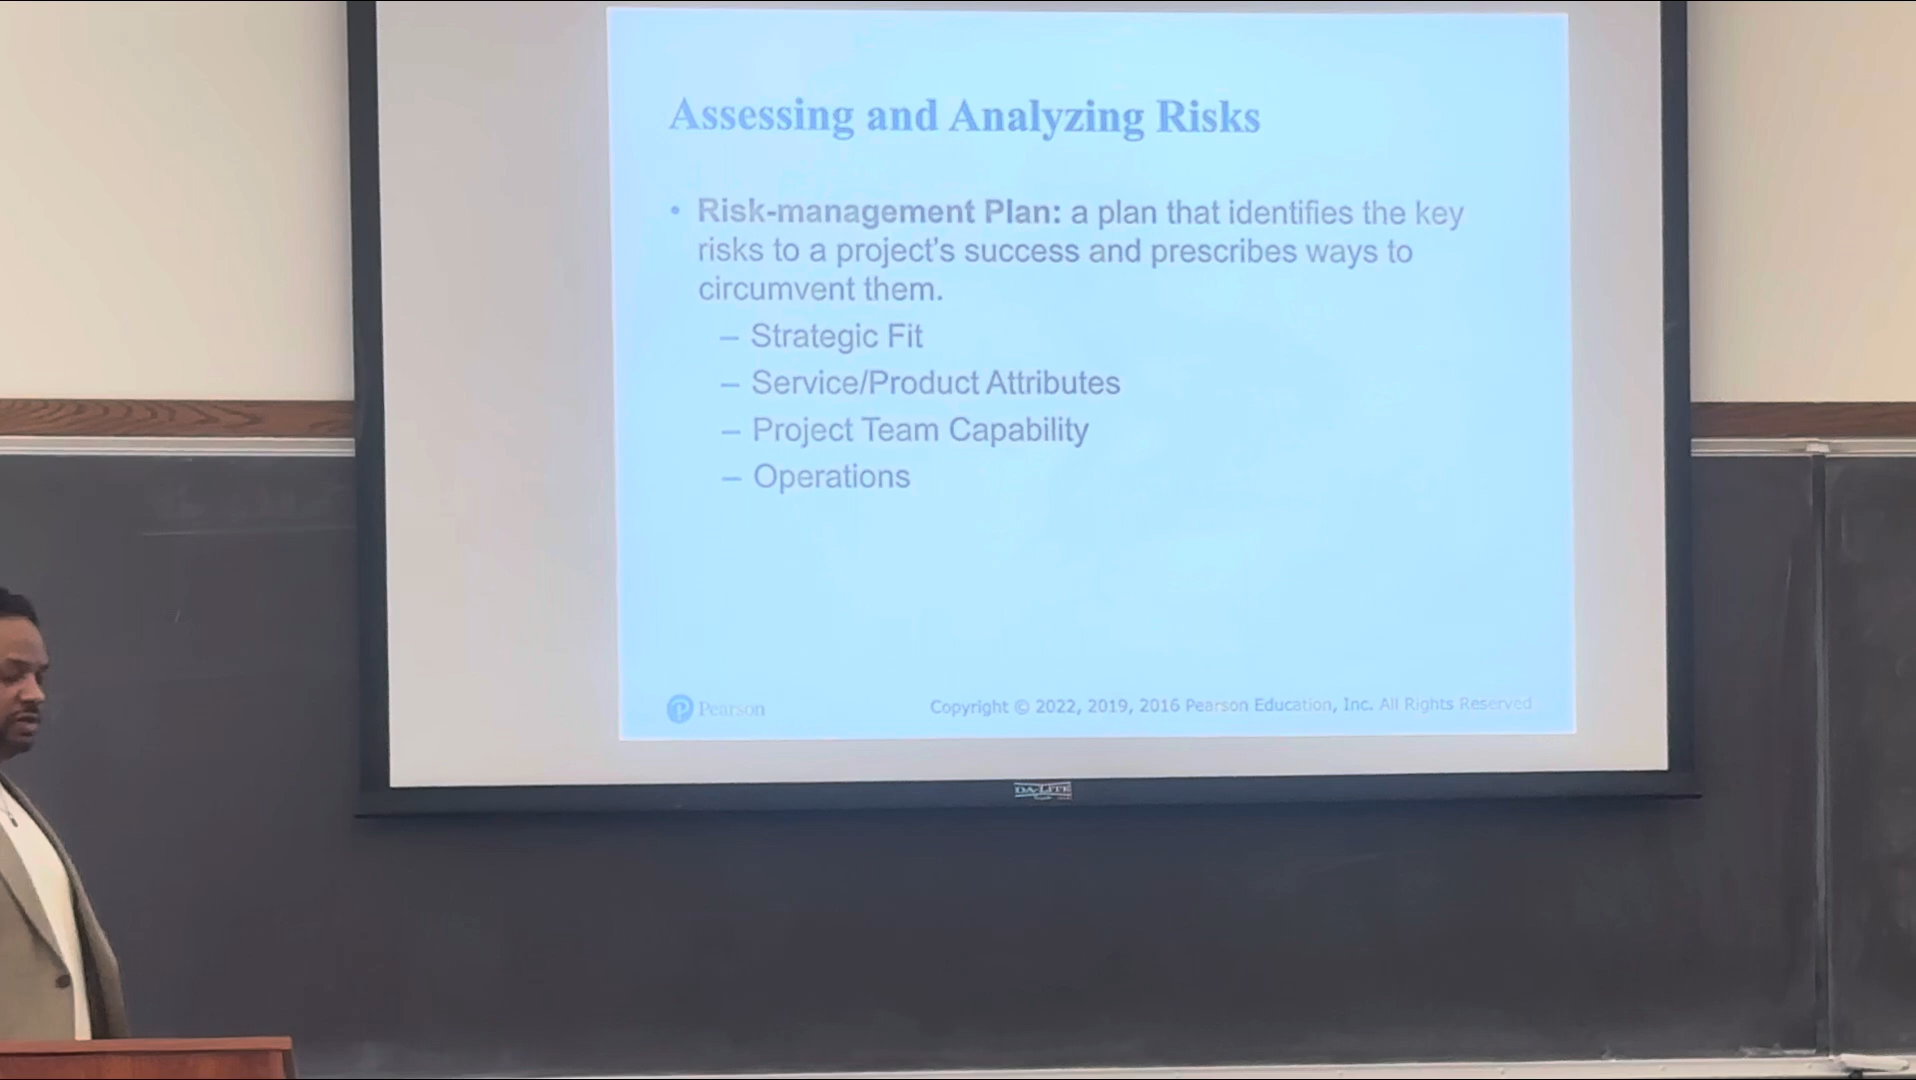 Assessing and Analyzing Risks
• Risk-management Plan: a plan that identifies the key
risks to a project's success and prescribes ways to
circumvent them.
– Strategic Fit
– Service/Product Attributes
– Project Team Capability
– Operations
P Pearson
Copyright © 2022, 2019, 2016 Pearson Education, Inc. All Rights Reserved
DA-LITE